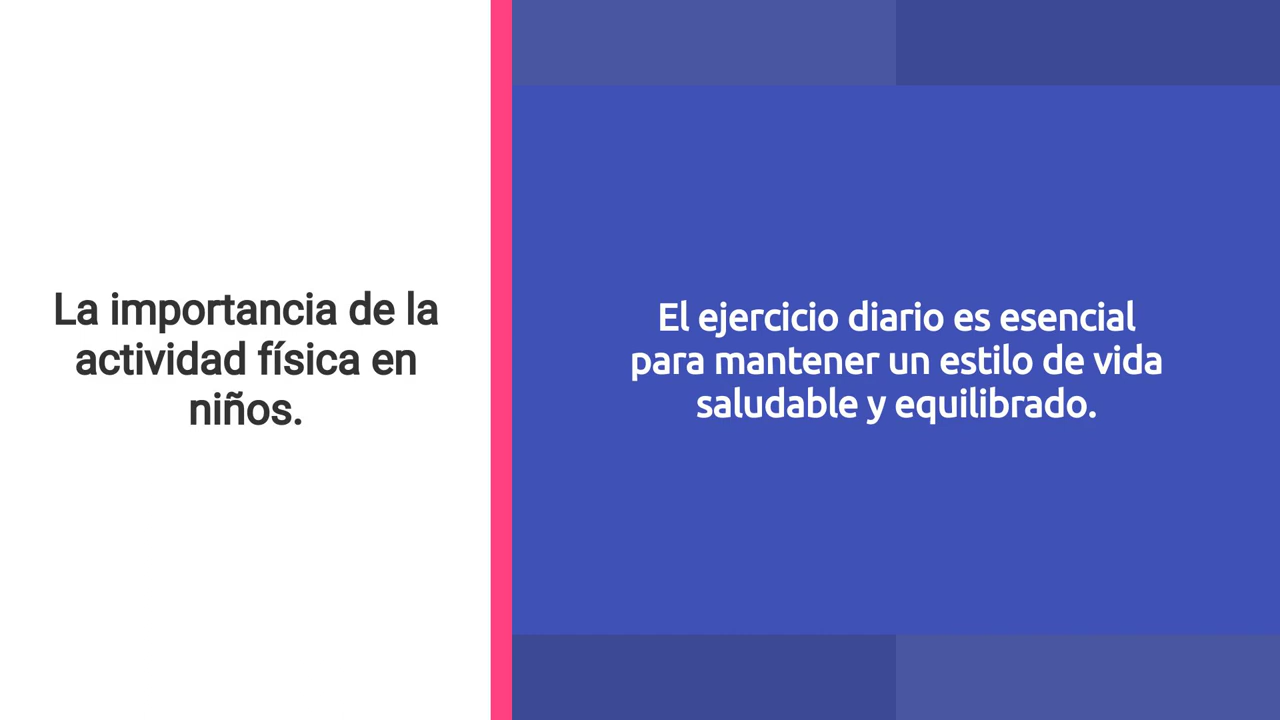 La importancia de la
actividad física en
niños.
El ejercicio diario es esencial
para mantener un estilo de vida
saludable y equilibrado.